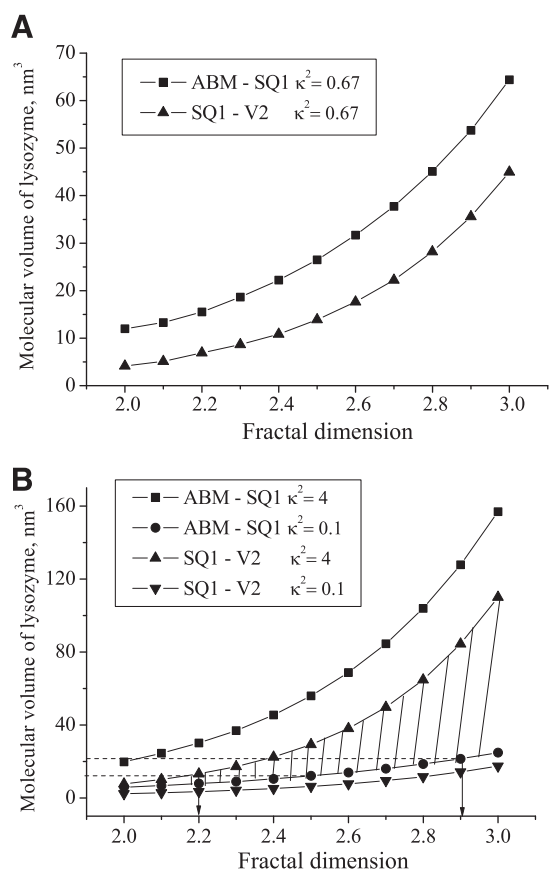 A
70
60
50
40
30
20
10
0
Molecular volume of lysozyme, nm³
ABM - SQ1 κ²= 0.67
SQ1 - V2 κ²= 0.67
2.0 2.2 2.4 2.6 2.8 3.0
Fractal dimension
B
160
120
80
40
0
Molecular volume of lysozyme, nm³
ABM - SQ1 κ²= 4
ABM - SQ1 κ²= 0.1
SQ1 - V2 κ²= 4
SQ1 - V2 κ²= 0.1
2.0 2.2 2.4 2.6 2.8 3.0
Fractal dimension